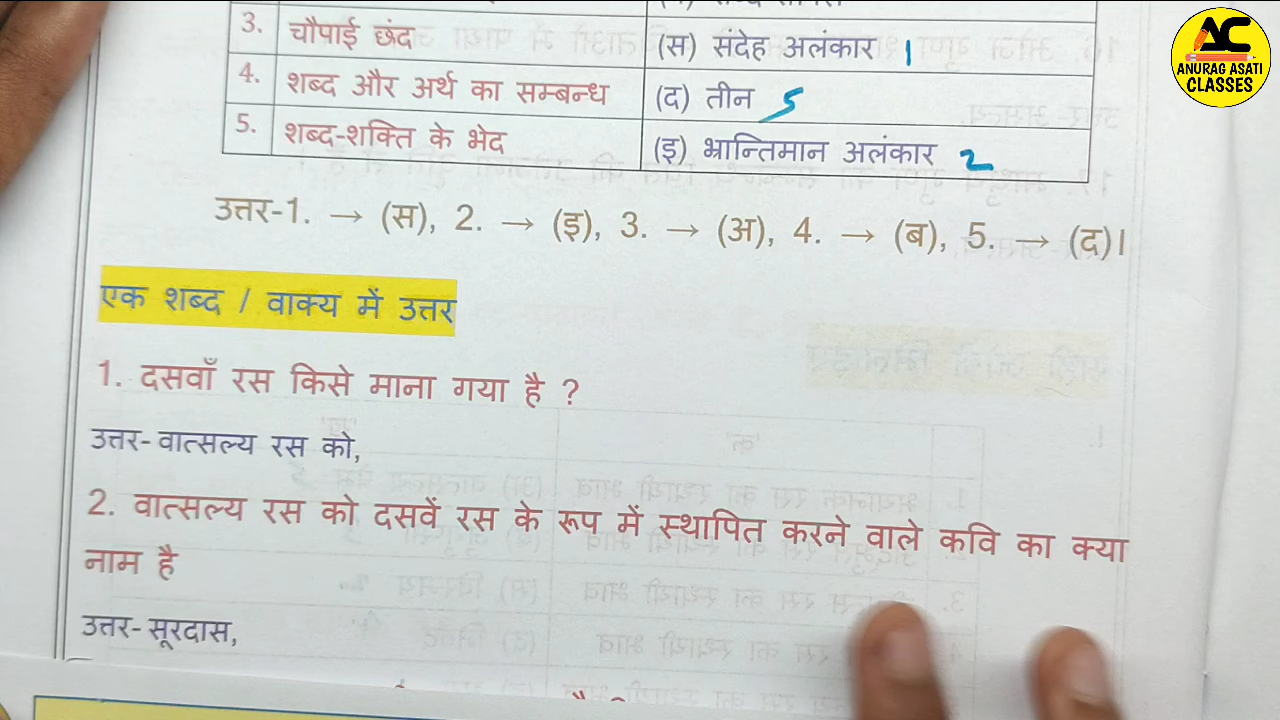 3. चौपाई छंद (स) संदेह अलंकार 1
4. शब्द और अर्थ का सम्बन्ध (द) तीन 5
5. शब्द-शक्ति के भेद (इ) भ्रान्तिमान अलंकार 2
उत्तर-1. → (स), 2. → (इ), 3. → (अ), 4. → (ब), 5. → (द)।
एक शब्द / वाक्य में उत्तर
1. दसवाँ रस किसे माना गया है ?
उत्तर- वात्सल्य रस को,
2. वात्सल्य रस को दसवें रस के रूप में स्थापित करने वाले कवि का क्या
नाम है
उत्तर- सूरदास,
AC
ANURAG ASATI
CLASSES